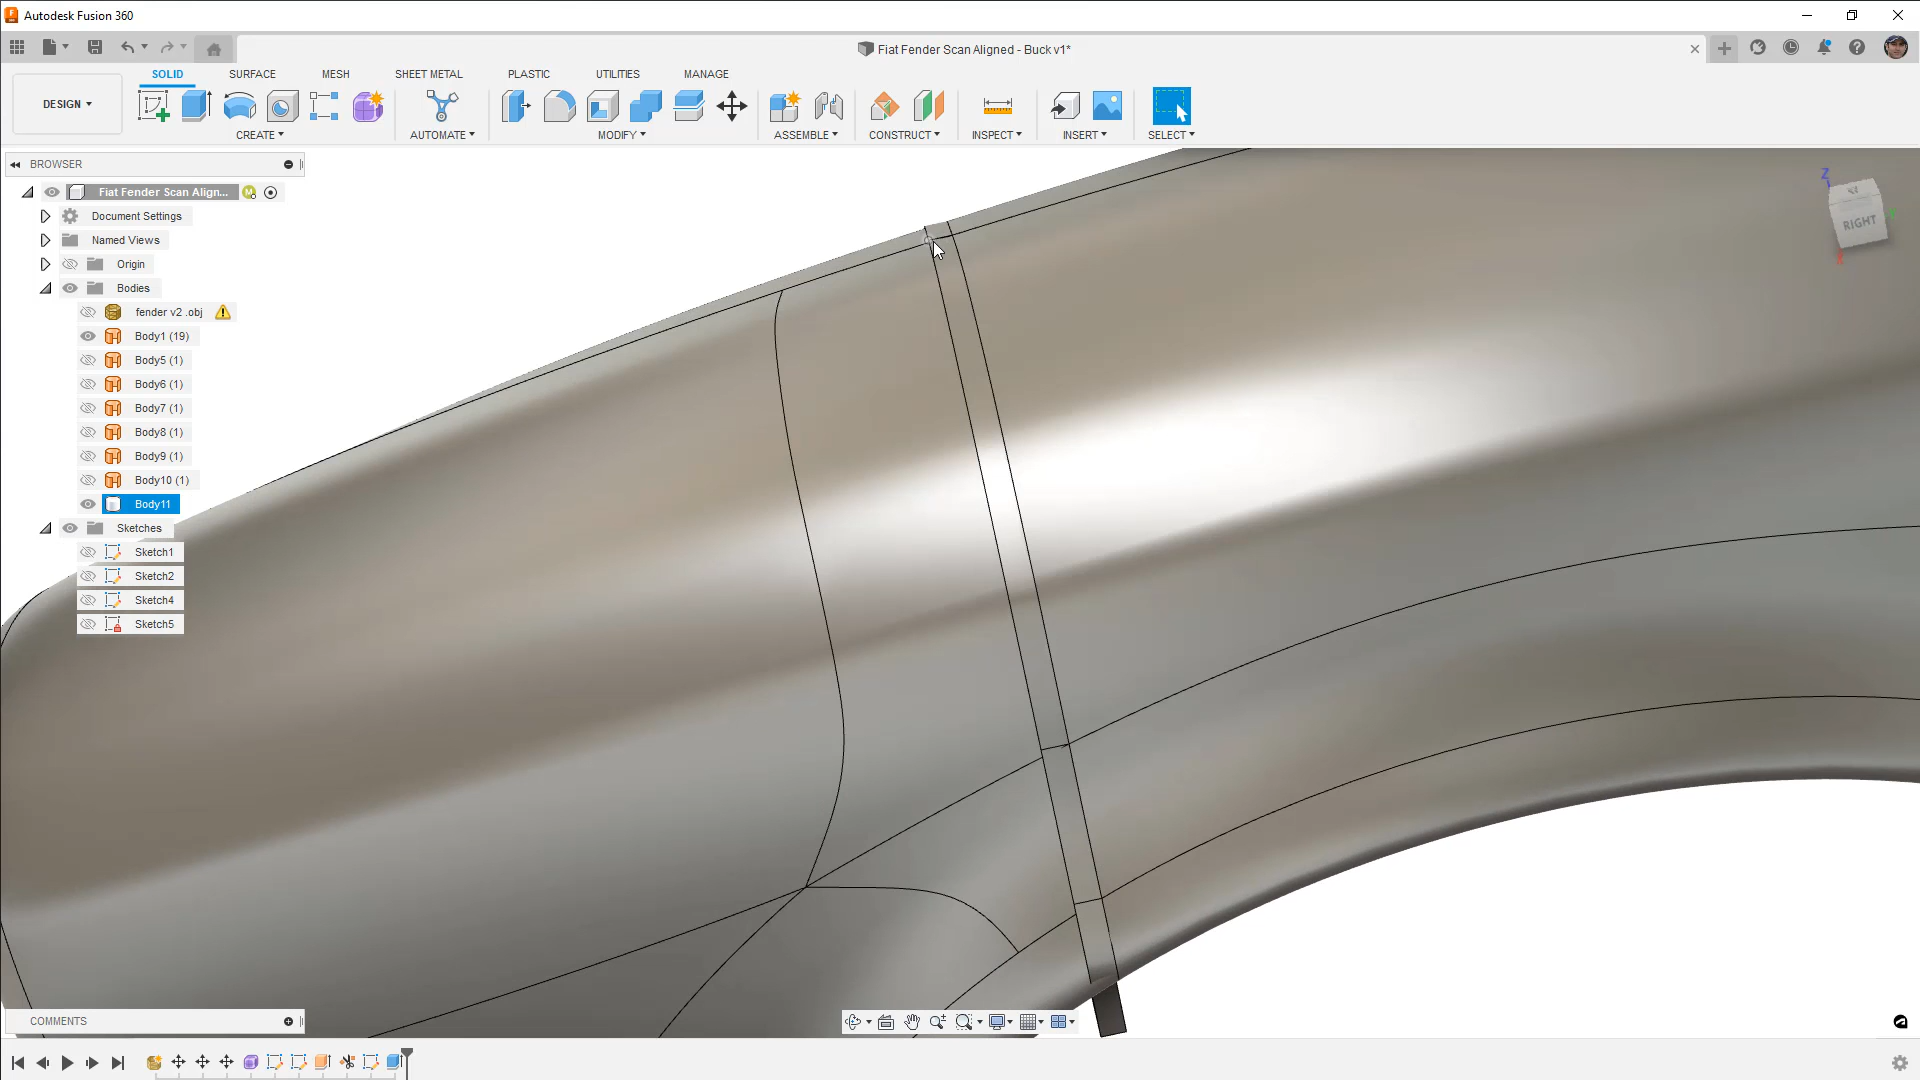 Autodesk Fusion 360
Fiat Fender Scan Aligned - Buck v1*
DESIGN
SOLID SURFACE MESH SHEET METAL PLASTIC UTILITIES MANAGE
CREATE AUTOMATE MODIFY ASSEMBLE CONSTRUCT INSPECT INSERT SELECT
BROWSER
Fiat Fender Scan Align...
Document Settings
Named Views
Origin
Bodies
fender v2 .obj
Body1 (19)
Body5 (1)
Body6 (1)
Body7 (1)
Body8 (1)
Body9 (1)
Body10 (1)
Body11
Sketches
Sketch1
Sketch2
Sketch4
Sketch5
Z
RIGHT
X
COMMENTS